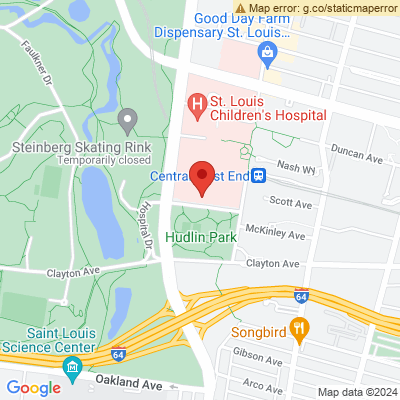 Map error: g.co/staticmaperror
Good Day Farm
Dispensary St. Louis...
Faulkner Dr
H
St. Louis
Children's Hospital
Steinberg Skating Rink
Temporarily closed
Duncan Ave
Nash W
Central West End
Scott Ave
Hospital Dr
McKinley Ave
Hudlin Park
Clayton Ave
Clayton Ave
64
Songbird
Saint Louis
Science Center
64
Gibson Ave
Google
Oakland Ave
Arco Ave
Map data ©2024